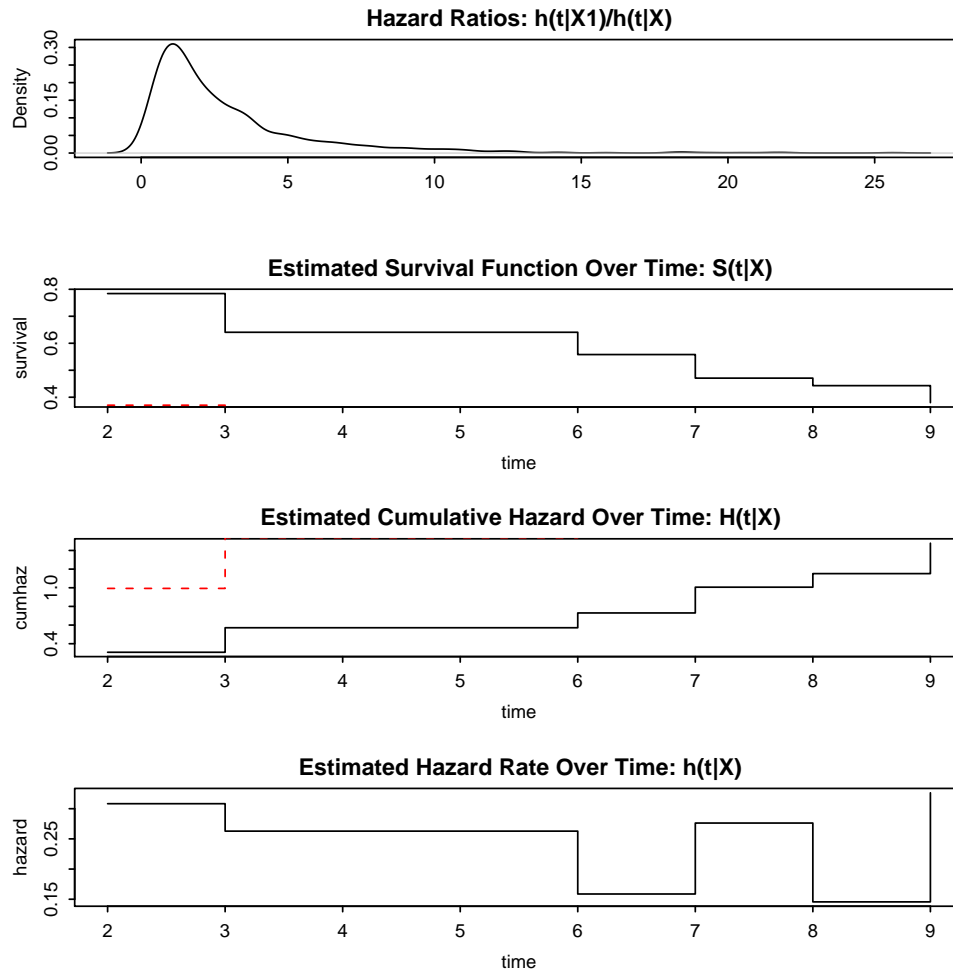 Hazard Ratios: h(t|X1)/h(t|X)
Density
0.00 0.15 0.30
0 5 10 15 20 25
Estimated Survival Function Over Time: S(t|X)
survival
0.4 0.6 0.8
2 3 4 5 6 7 8 9
time
Estimated Cumulative Hazard Over Time: H(t|X)
cumhaz
0.4 1.0
2 3 4 5 6 7 8 9
time
Estimated Hazard Rate Over Time: h(t|X)
hazard
0.15 0.25
2 3 4 5 6 7 8 9
time